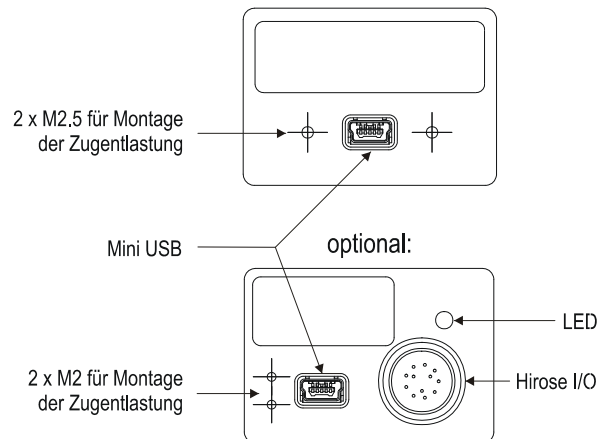 2 x M2.5 für Montage
der Zugentlastung
Mini USB
optional:
LED
2 x M2 für Montage
der Zugentlastung
Hirose I/O